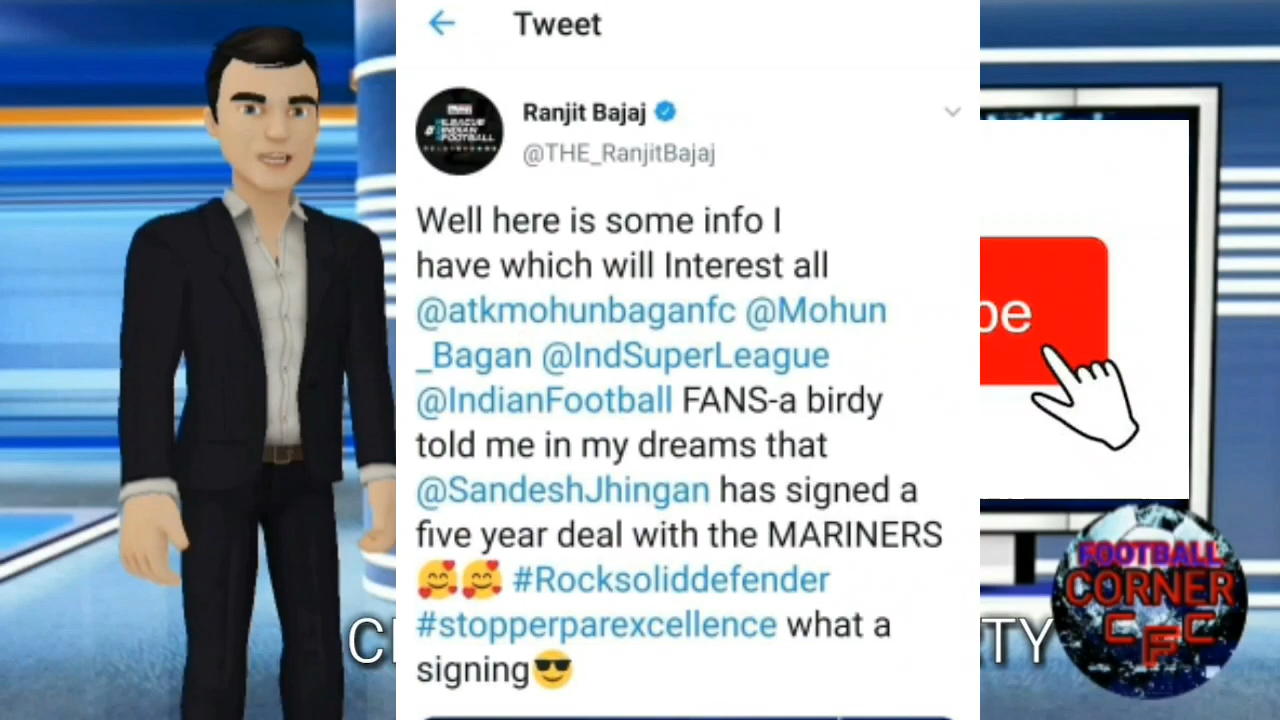 Tweet
Ranjit Bajaj
@THE_RanjitBajaj
Well here is some info I
have which will Interest all
@atkmohunbaganfc @Mohun
_Bagan @IndSuperLeague
@IndianFootball FANS-a birdy
told me in my dreams that
@SandeshJhingan has signed a
five year deal with the MARINERS
🥰🥰 #Rocksoliddefender
#stopperparexcellence what a
signing😎
be
FOOTBALL
CORNER
CFC
C
TY